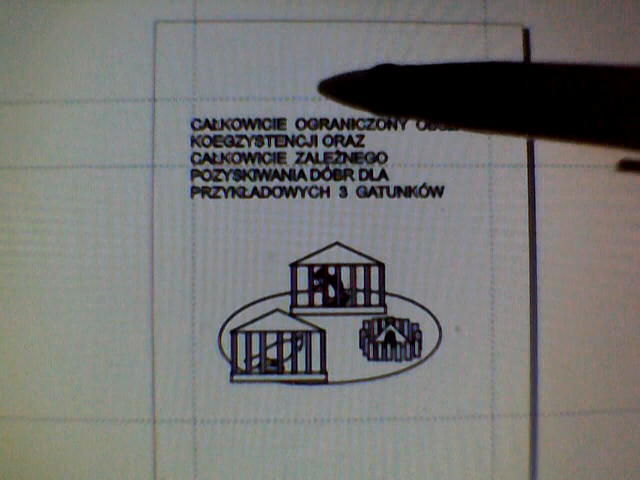 CAŁKOWICIE OGRANICZONY
KOEGZYSTENCJI ORAZ
CAŁKOWICIE ZALEŻNEGO
POZYSKIWANIA DÓBR DLA
PRZYKŁADOWYCH 3 GATUNKÓW